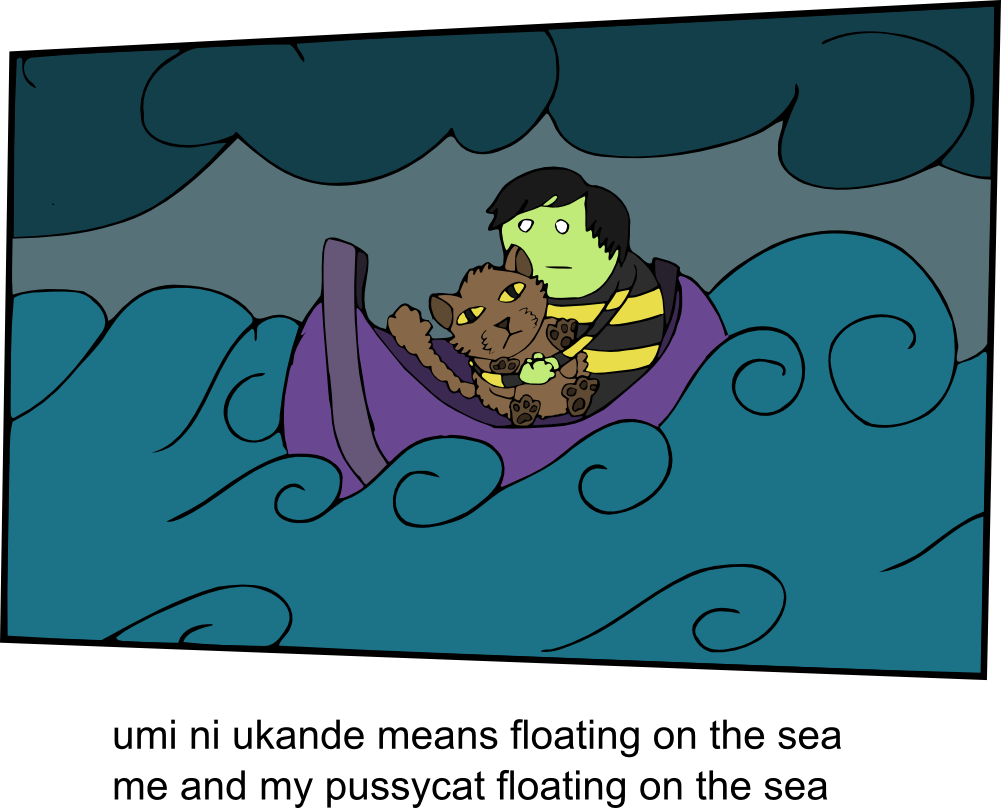 umi ni ukande means floating on the sea
me and my pussycat floating on the sea